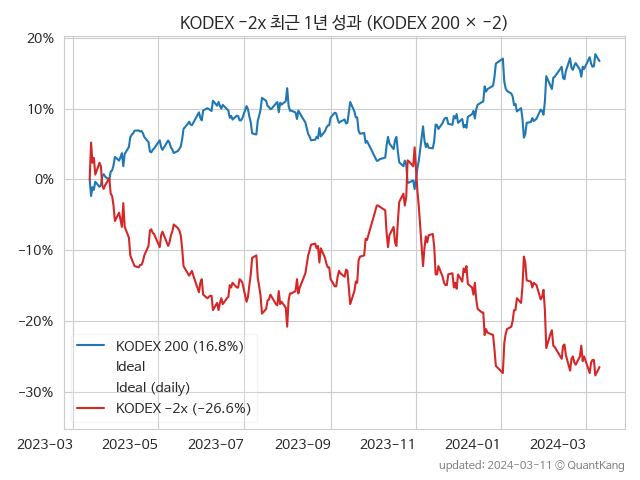 KODEX -2x 최근 1년 성과 (KODEX 200 × -2)
20%
10%
0%
−10%
−20%
−30%
KODEX 200 (16.8%)
Ideal
Ideal (daily)
KODEX -2x (-26.6%)
2023-03
2023-05
2023-07
2023-09
2023-11
2024-01
2024-03
updated: 2024-03-11 © QuantKang